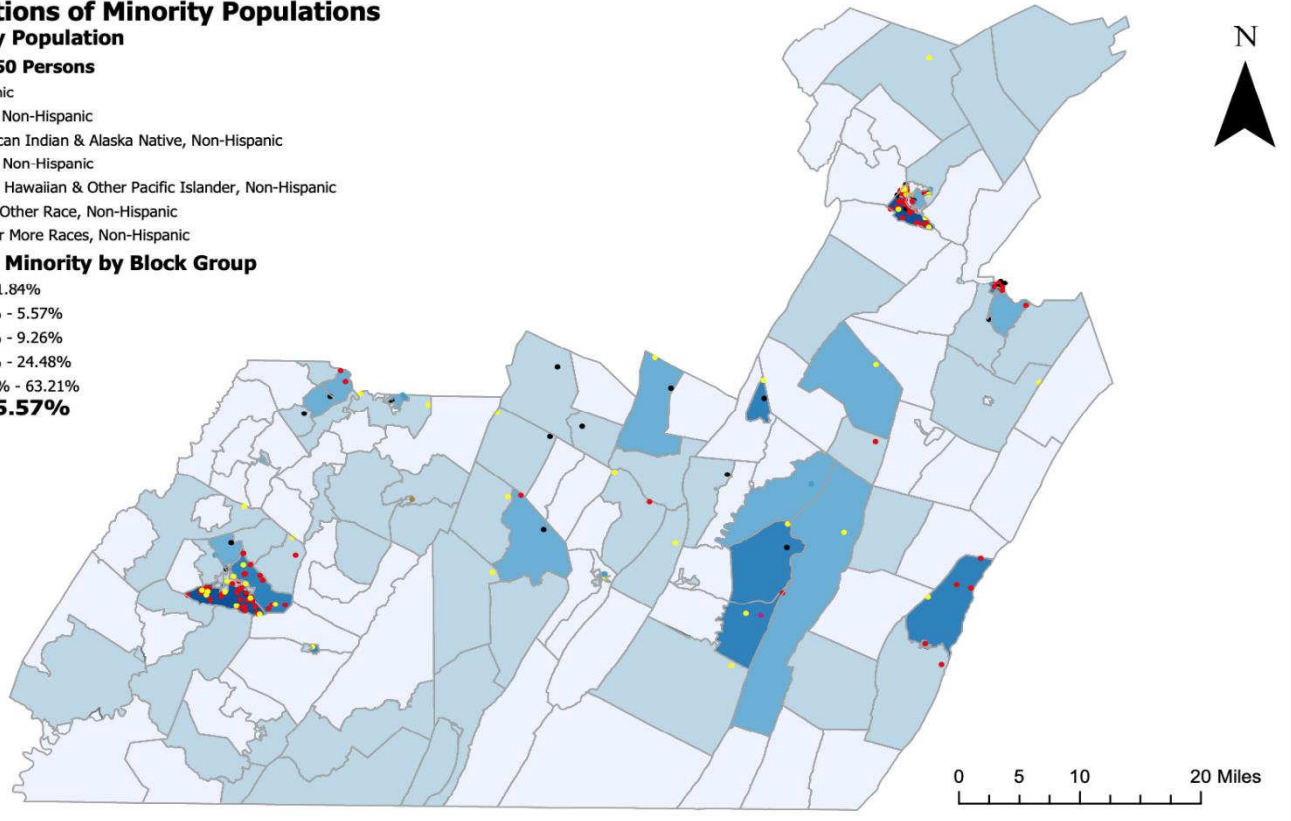 tions of Minority Populations
y Population
50 Persons
nic
Non-Hispanic
can Indian & Alaska Native, Non-Hispanic
Non-Hispanic
Hawaiian & Other Pacific Islander, Non-Hispanic
Other Race, Non-Hispanic
r More Races, Non-Hispanic
Minority by Block Group
1.84%
- 5.57%
- 9.26%
- 24.48%
% - 63.21%
5.57%
N
0 5 10 20 Miles